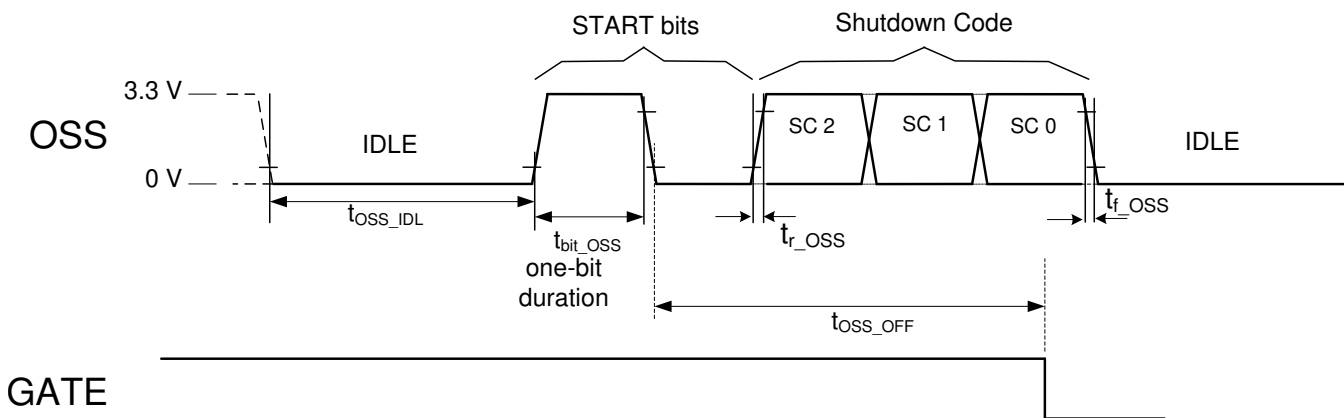 START bits
Shutdown Code
3.3 V
OSS
IDLE
SC 2
SC 1
SC 0
IDLE
0 V
tOSS_IDL
tbit_OSS
one-bit
duration
tr_OSS
tf_OSS
tOSS_OFF
GATE